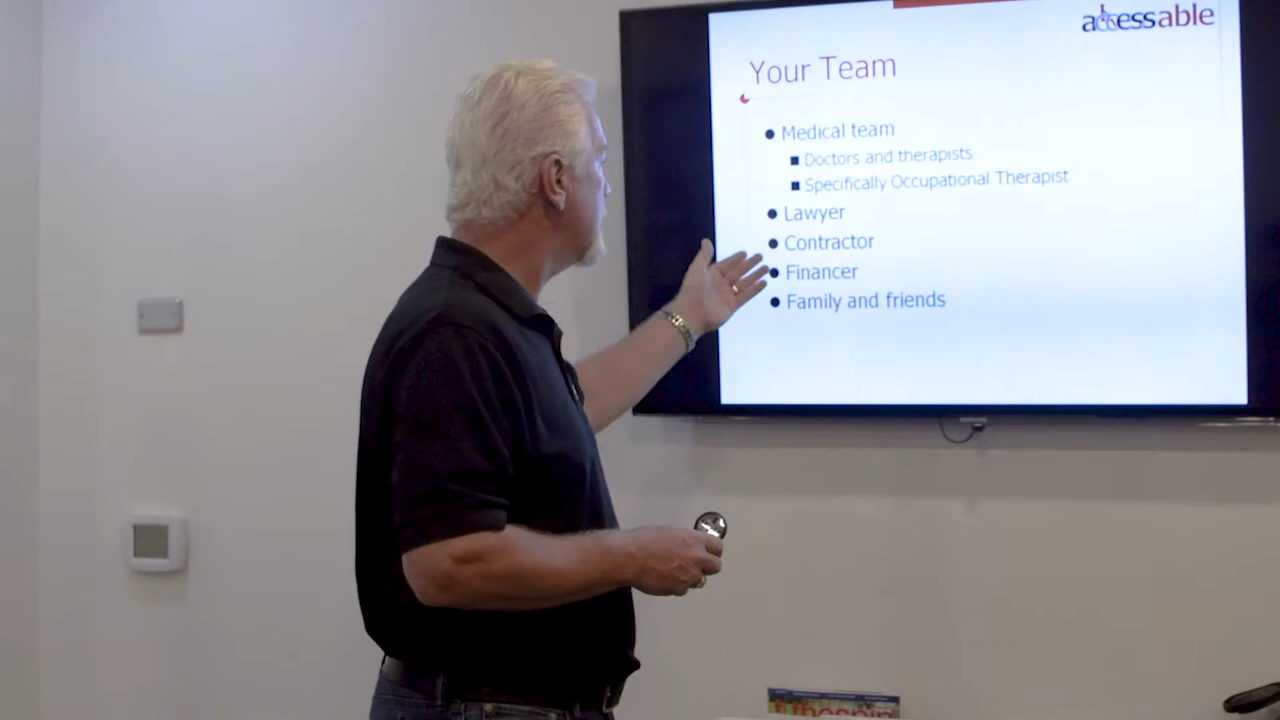 accessable
Your Team
Medical team
Doctors and therapists
Specifically Occupational Therapist
Lawyer
Contractor
Financer
Family and friends